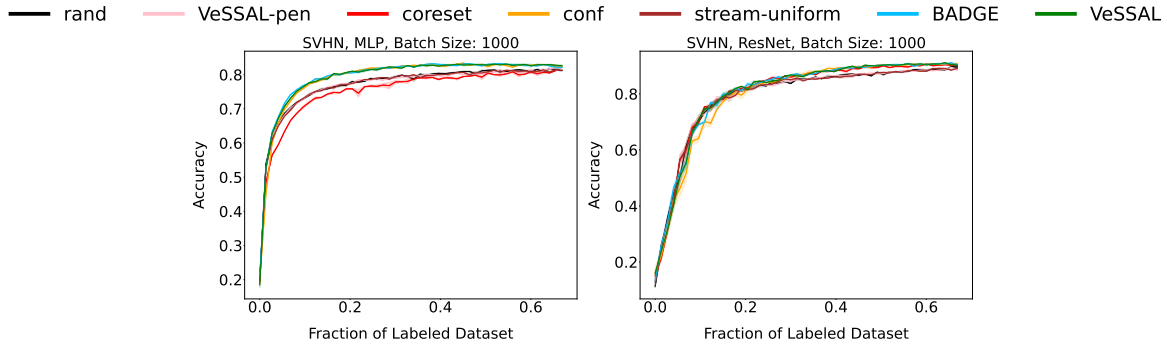 rand VeSSAL-pen coreset conf stream-uniform BADGE VeSSAL
SVHN, MLP, Batch Size: 1000
0.8
0.7
0.6
0.5
0.4
0.3
0.2
Accuracy
0.0 0.2 0.4 0.6
Fraction of Labeled Dataset
SVHN, ResNet, Batch Size: 1000
0.8
0.6
0.4
0.2
Accuracy
0.0 0.2 0.4 0.6
Fraction of Labeled Dataset